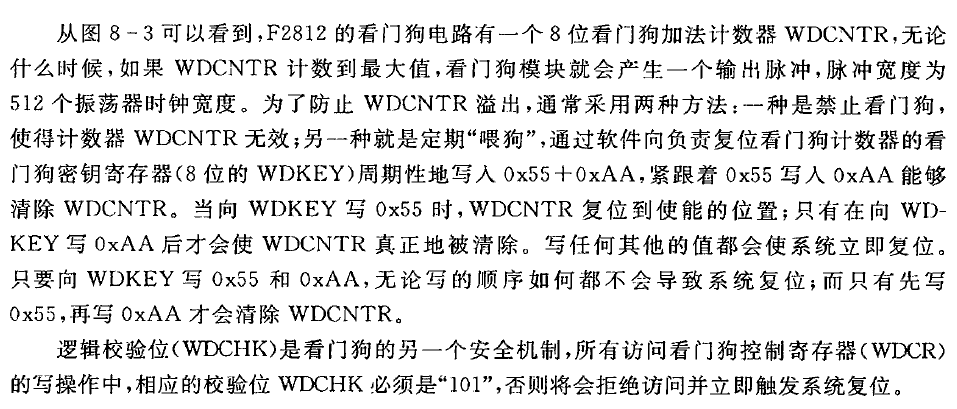 从图 8-3 可以看到,F2812 的看门狗电路有一个 8 位看门狗加法计数器 WDCNTR,无论
什么时候,如果 WDCNTR 计数到最大值,看门狗模块就会产生一个输出脉冲,脉冲宽度为
512 个振荡器时钟宽度。为了防止 WDCNTR 溢出,通常采用两种方法:一种是禁止看门狗,
使得计数器 WDCNTR 无效;另一种就是定期“喂狗”,通过软件向负责复位看门狗计数器的看
门狗密钥寄存器(8 位的 WDKEY)周期性地写入 0x55+0xAA,紧跟着 0x55 写入 0xAA 能够
清除 WDCNTR。当向 WDKEY 写 0x55 时,WDCNTR 复位到使能的位置;只有在向 WD-
KEY 写 0xAA 后才会使 WDCNTR 真正地被清除。写任何其他的值都会使系统立即复位。
只要向 WDKEY 写 0x55 和 0xAA,无论写的顺序如何都不会导致系统复位;而只有先写
0x55,再写 0xAA 才会清除 WDCNTR。
逻辑校验位(WDCHK)是看门狗的另一个安全机制,所有访问看门狗控制寄存器(WDCR)
的写操作中,相应的校验位 WDCHK 必须是“101”,否则将会拒绝访问并立即触发系统复位。